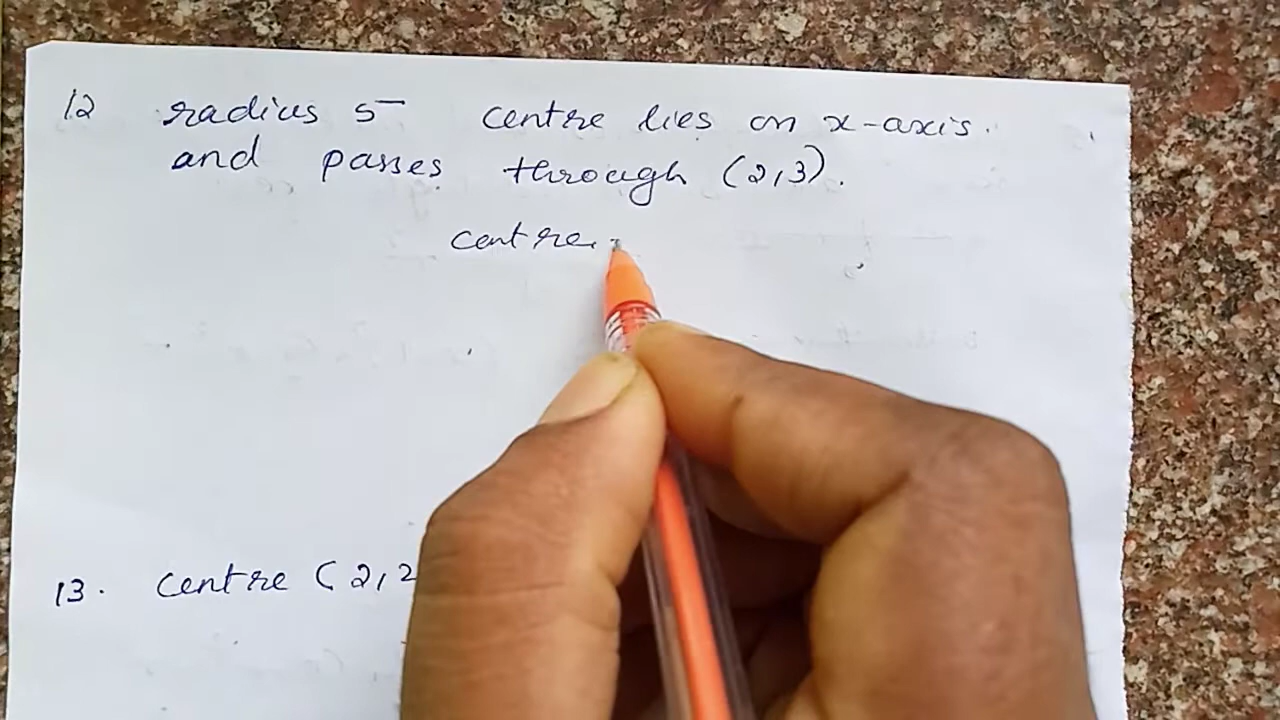 12 radius 5 centre lies on x-axis.
and passes through (2,3).
centre
13. centre (2,2